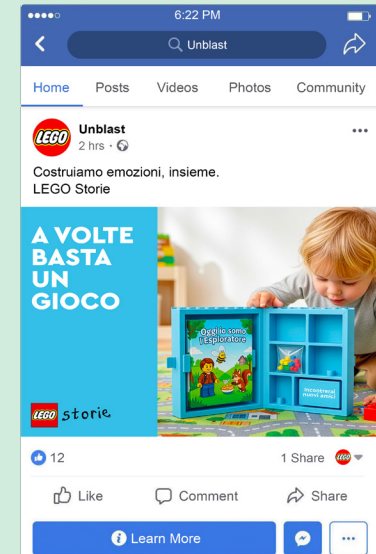 6:22 PM
Unblast
Home Posts Videos Photos Community
LEGO
Unblast
2 hrs
Costruiamo emozioni, insieme.
LEGO Storie
A VOLTE
BASTA
UN
GIOCO
Oggi io sono
l'Esploratore
Incontrerai
nuovi amici
LEGO storie
12
1 Share
LEGO
Like Comment Share
Learn More